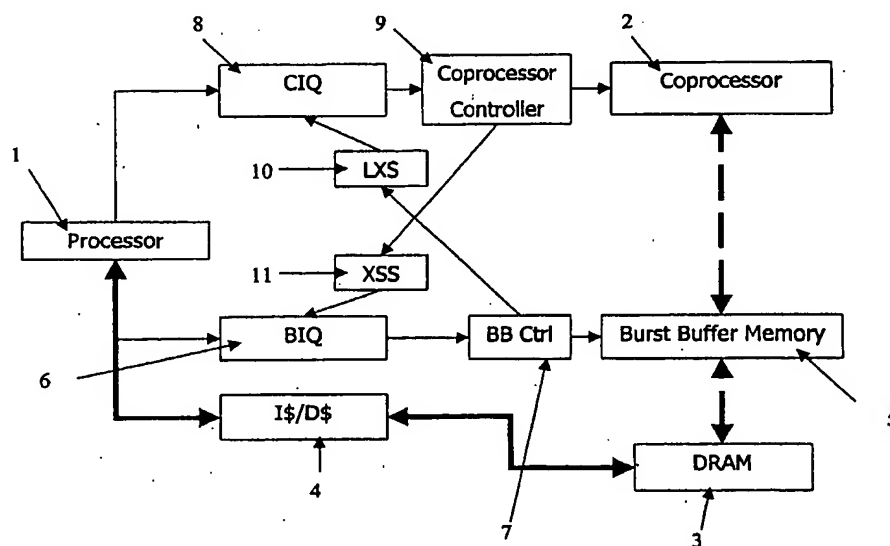 8
9
2
CIQ
Coprocessor
Controller
Coprocessor
1
10
LXS
Processor
11
XSS
BIQ
BB Ctrl
Burst Buffer Memory
6
I$/D$
DRAM
4
7
3